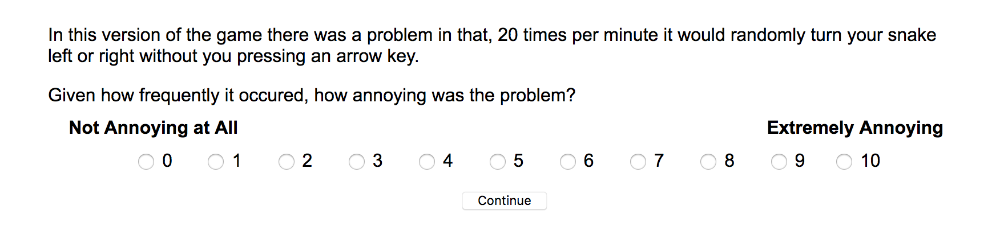 In this version of the game there was a problem in that, 20 times per minute it would randomly turn your snake
left or right without you pressing an arrow key.
Given how frequently it occured, how annoying was the problem?
Not Annoying at All Extremely Annoying
0 1 2 3 4 5 6 7 8 9 10
Continue